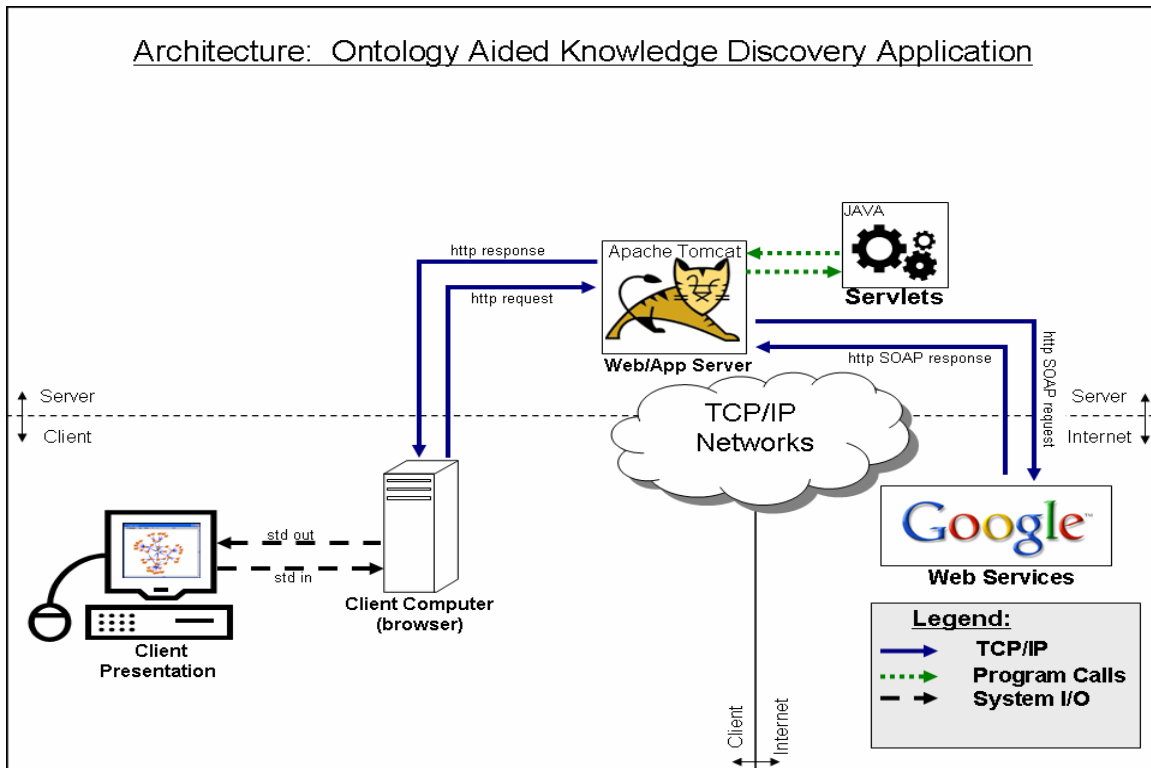 Architecture: Ontology Aided Knowledge Discovery Application
JAVA
Servlets
Apache Tomcat
Web/App Server
http response
http request
http SOAP response
http SOAP request
Server
Client
Server
Internet
TCP/IP
Networks
std out
std in
Client Computer
(browser)
Client
Presentation
Google™
Web Services
Legend:
TCP/IP
Program Calls
System I/O
Client
Internet